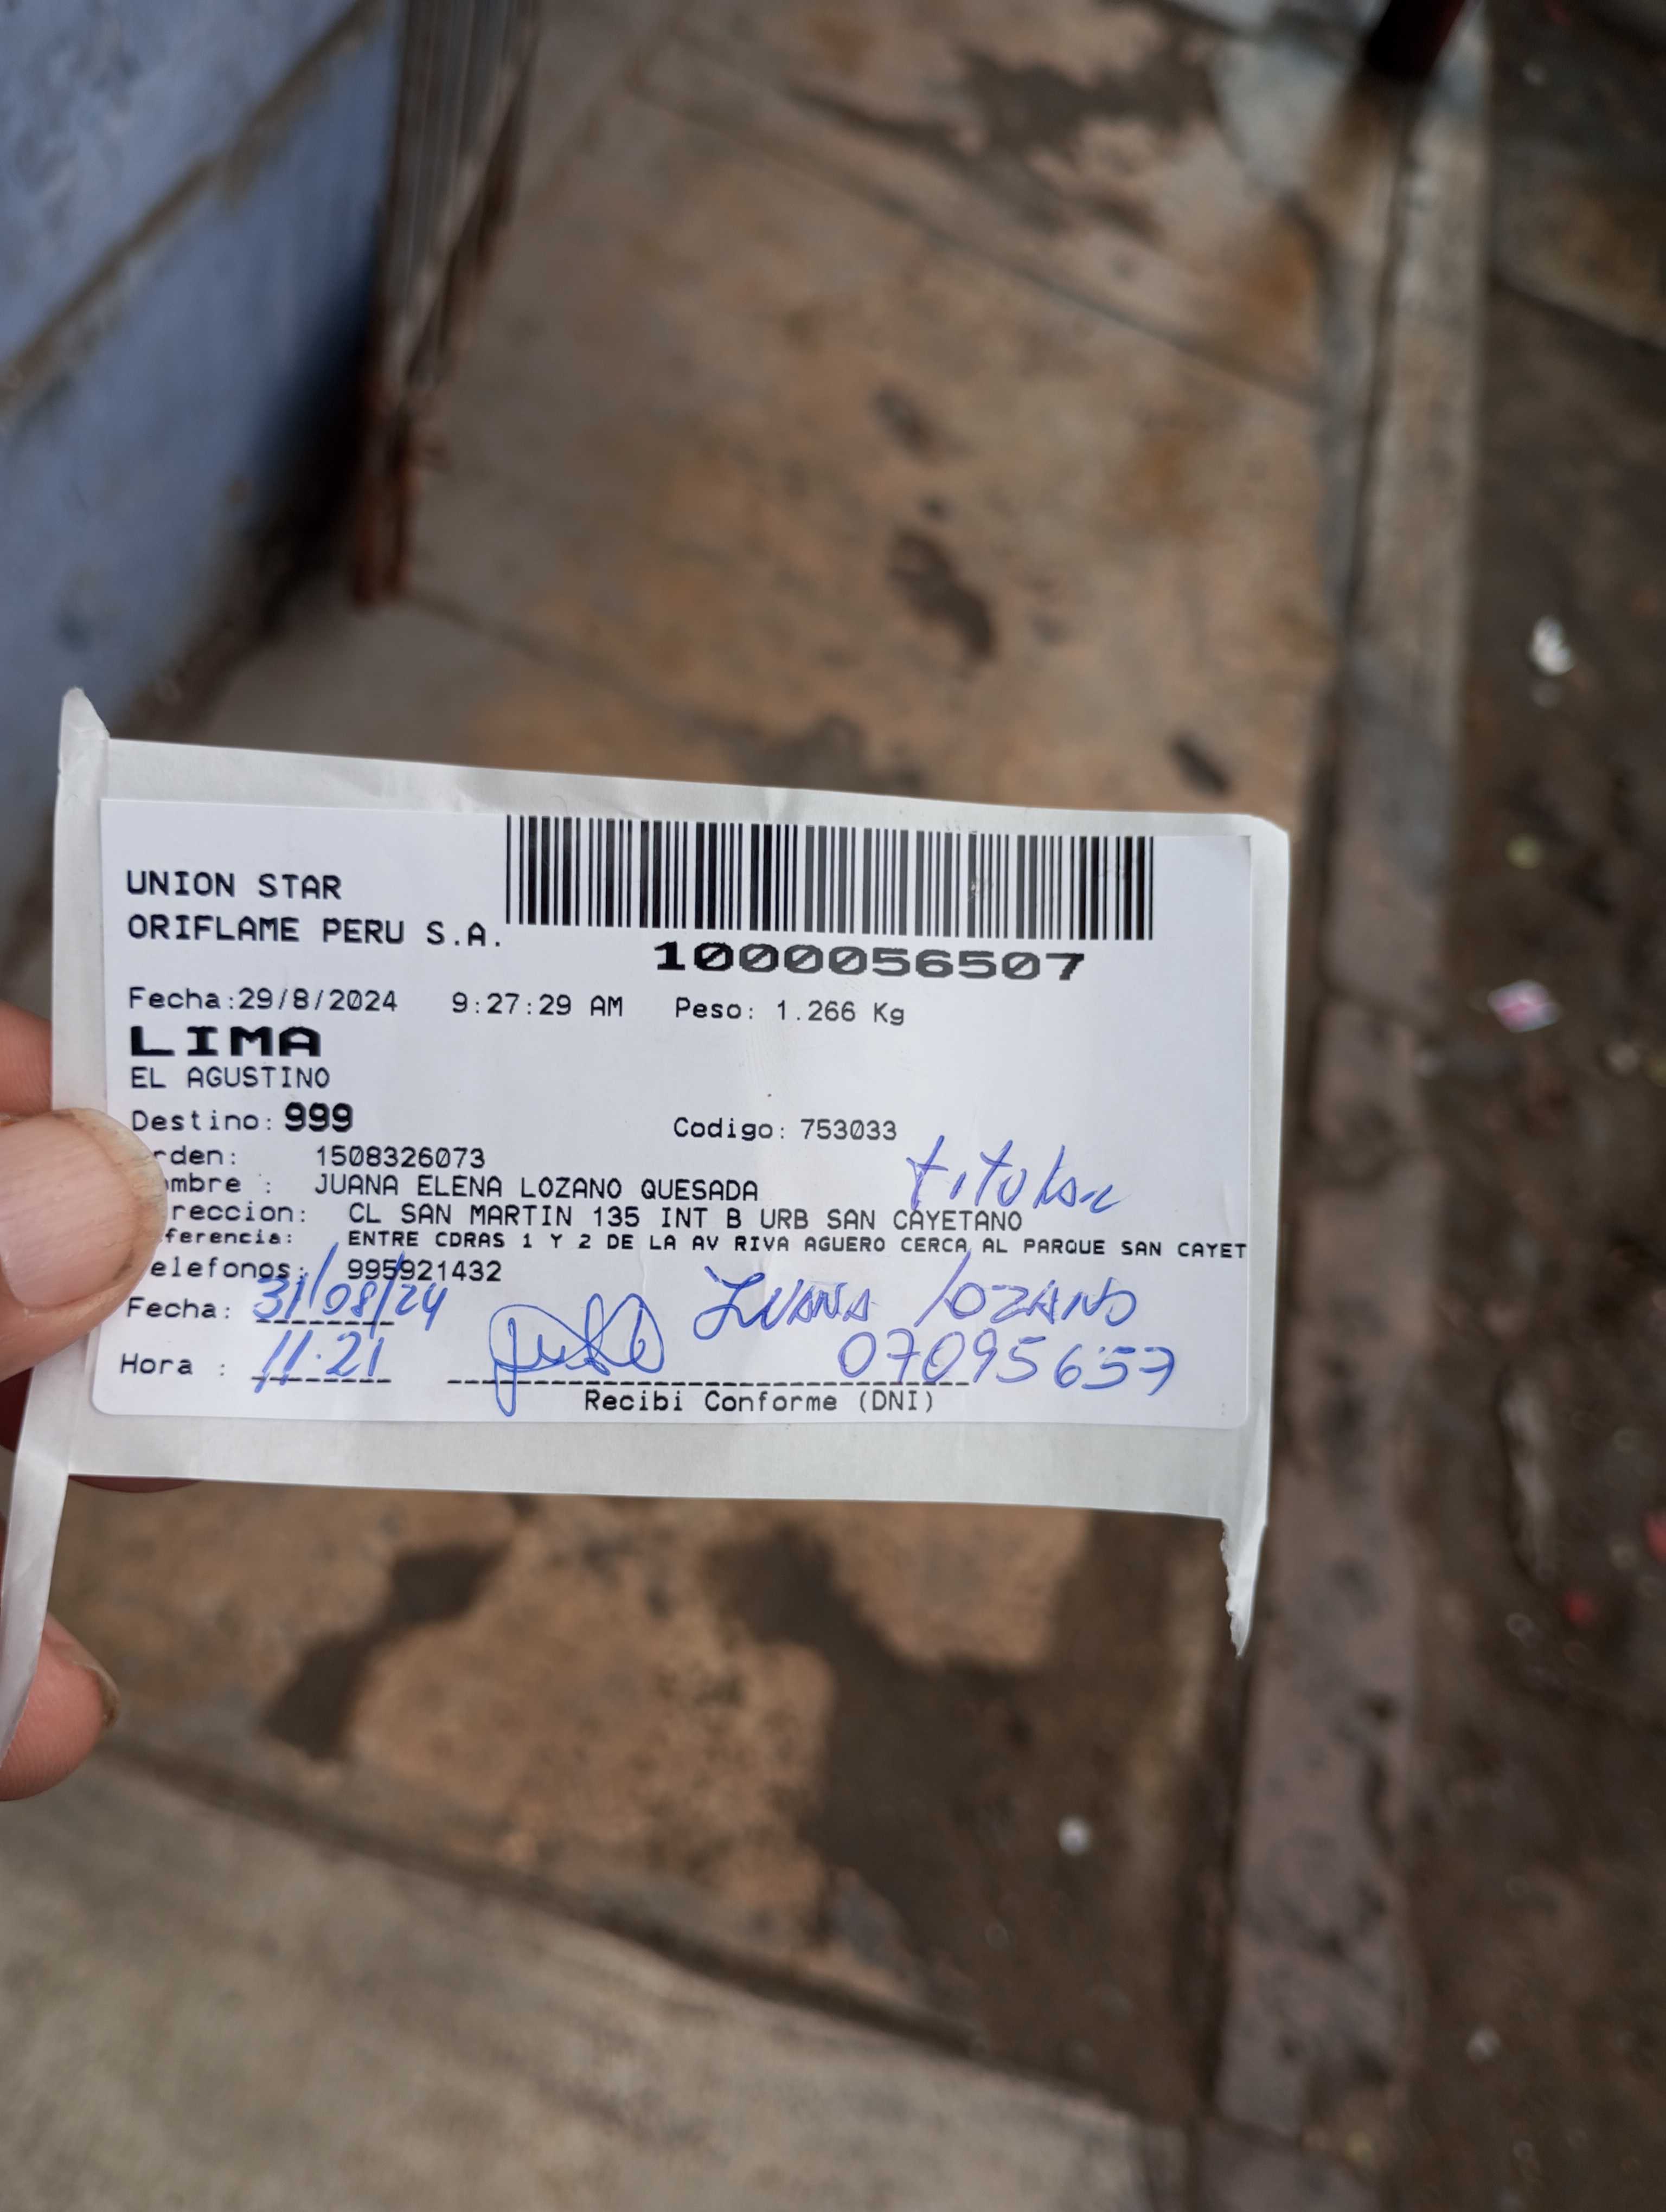 UNION STAR
ORIFLAME PERU S.A.
1000056507
Fecha:29/8/2024 9:27:29 AM Peso: 1.266 Kg
LIMA
EL AGUSTINO
Destino: 999 Codigo: 753033
rden: 1508326073
mbre : JUANA ELENA LOZANO QUESADA titular
reccion: CL SAN MARTIN 135 INT B URB SAN CAYETANO
ferencia: ENTRE CDRAS 1 Y 2 DE LA AV RIVA AGUERO CERCA AL PARQUE SAN CAYET
elefonos: 995921432
Fecha: 31/08/24 JUANA LOZANO
Hora : 11:21 07095657
Recibi Conforme (DNI)